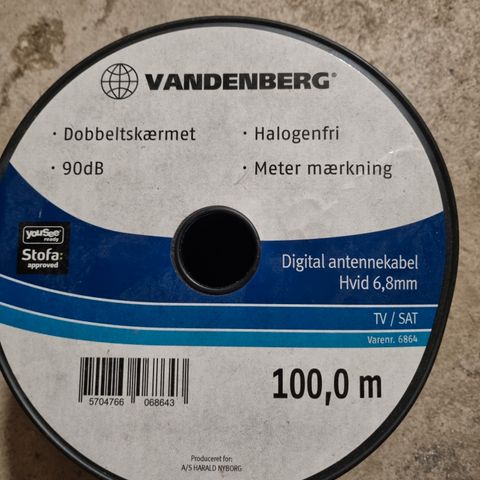 VANDENBERG®
· Dobbeltskærmet
· Halogenfri
· 90dB
· Meter mærkning
youSee
ready
Stofa:
approved
Digital antennekabel
Hvid 6,8mm
TV / SAT
Varenr. 6864
5704766 068643
100,0 m
Produceret for:
A/S HARALD NYBORG